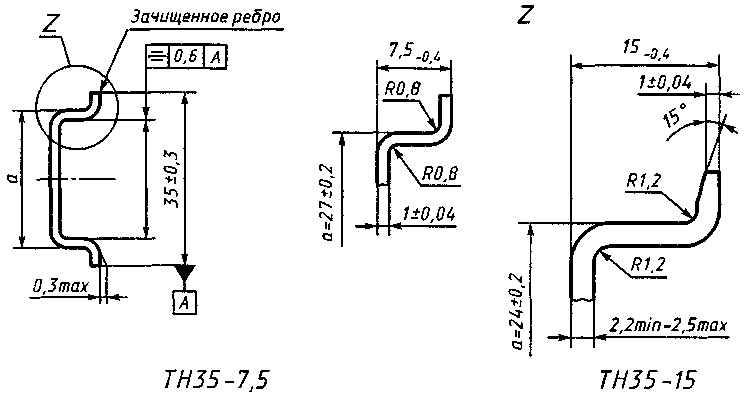 Z
Зачищенное ребро
0,6 A
a
35±0,3
0,3max
A
7,5-0,4
R0,8
R0,8
a=27±0,2
1±0,04
ТН35-7,5
Z
15-0,4
1±0,04
15°
R1,2
R1,2
a=24±0,2
2,2min-2,5max
ТН35-15